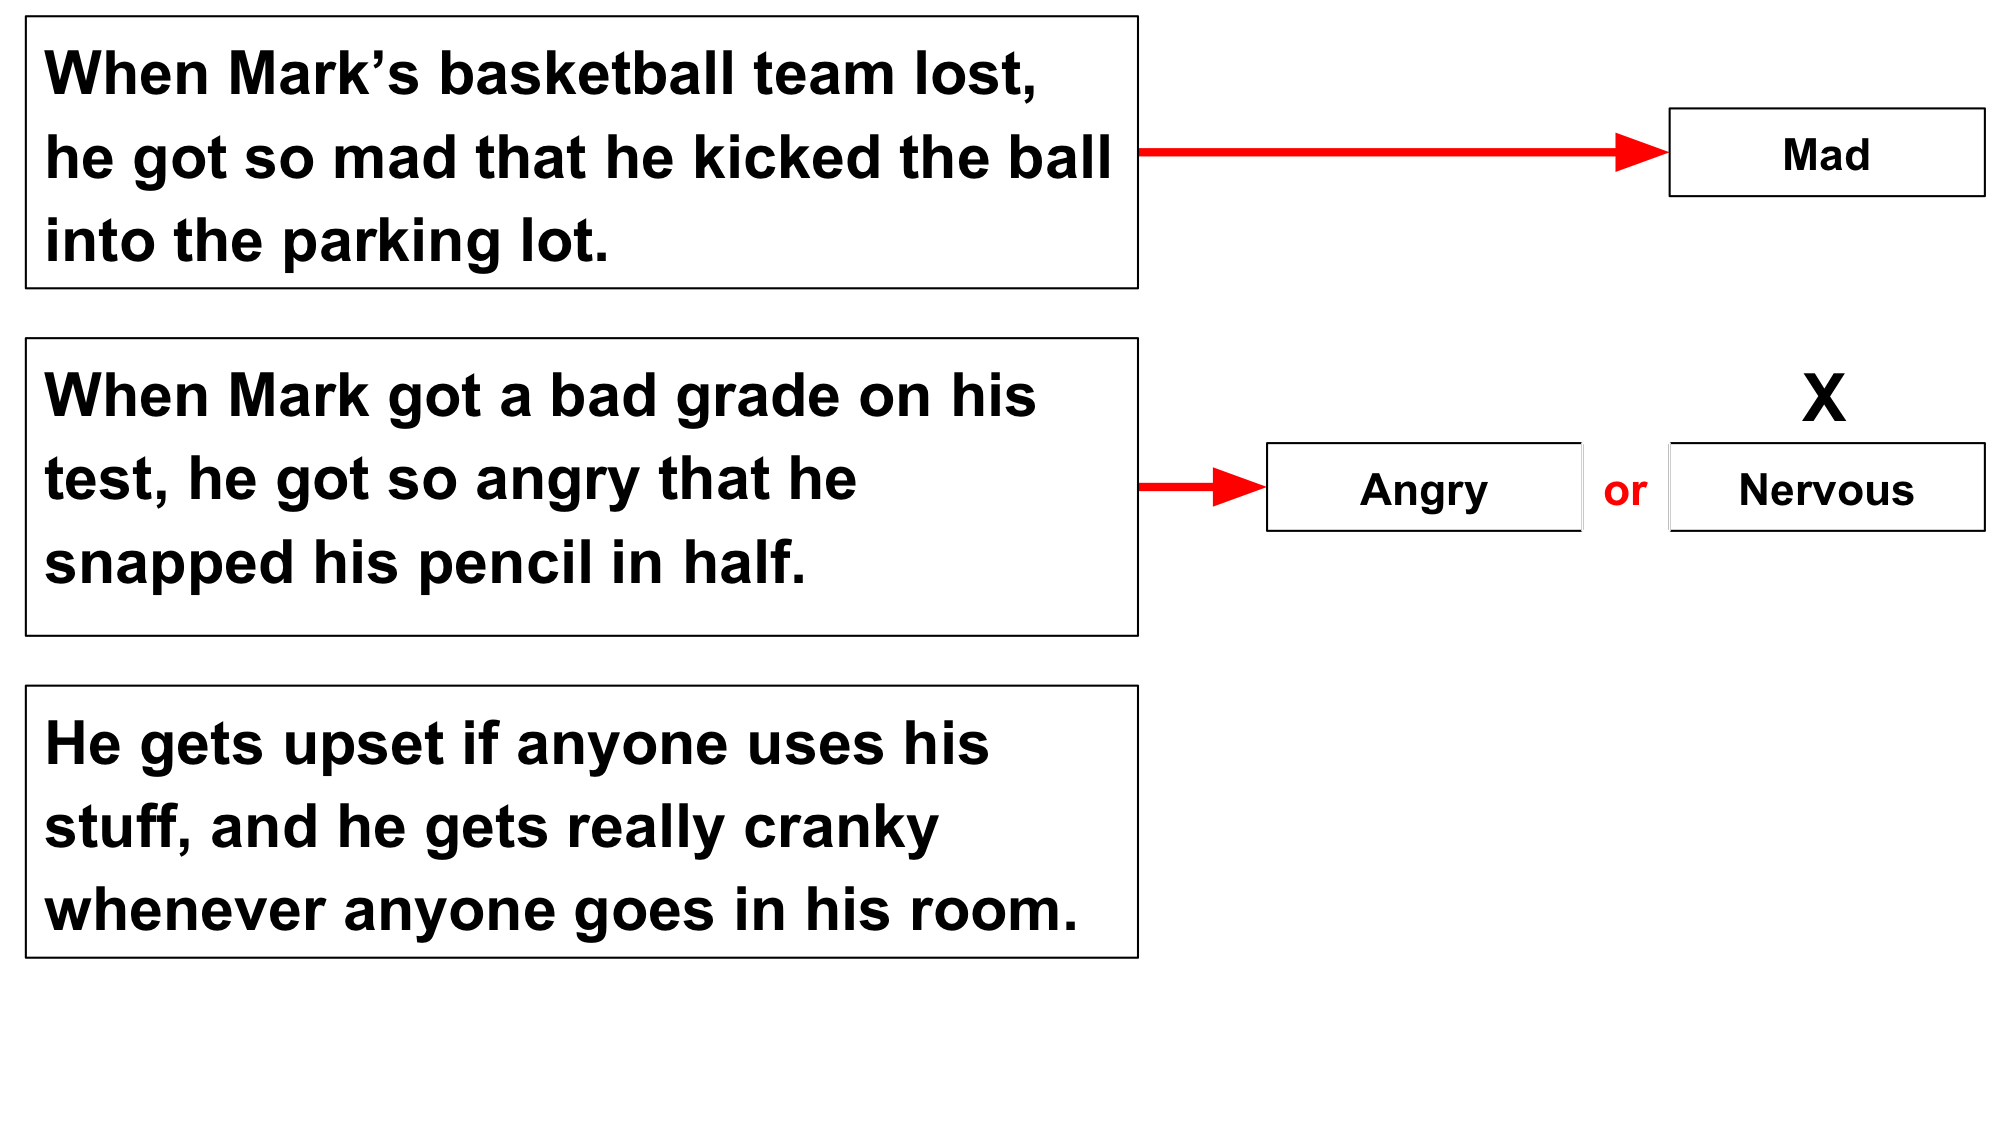 When Mark’s basketball team lost,
he got so mad that he kicked the ball
into the parking lot.
Mad
When Mark got a bad grade on his
test, he got so angry that he
snapped his pencil in half.
X
Angry or Nervous
He gets upset if anyone uses his
stuff, and he gets really cranky
whenever anyone goes in his room.